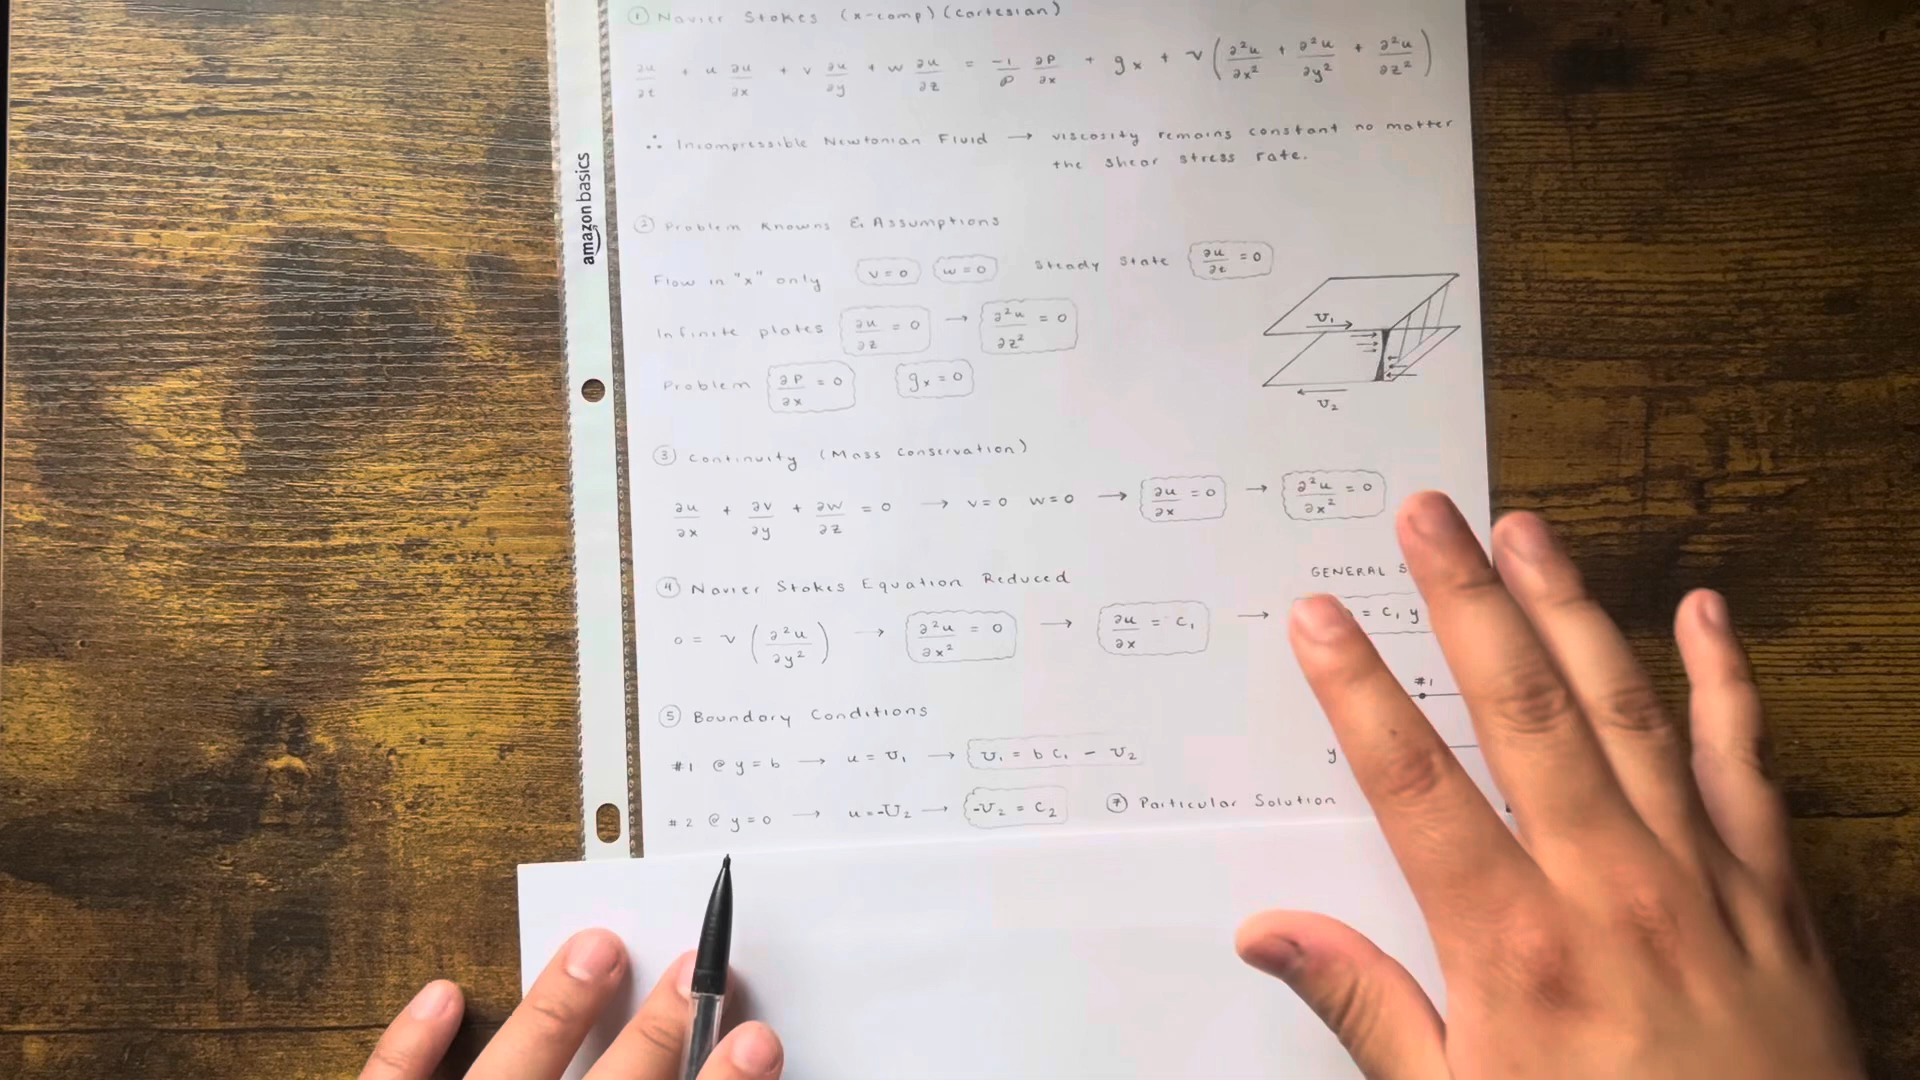 ① Navier Stokes (x-comp) (Cartesian)
∂u/∂t + u ∂u/∂x + v ∂u/∂y + w ∂u/∂z = -1/ρ ∂P/∂x + gx + ν (∂²u/∂x² + ∂²u/∂y² + ∂²u/∂z²)
∴ Incompressible Newtonian Fluid → viscosity remains constant no matter
the shear stress rate.
amazon basics
② Problem Knowns & Assumptions
Flow in "x" only v=0 w=0 Steady State ∂u/∂t = 0
Infinite plates ∂u/∂z = 0 → ∂²u/∂z² = 0
Problem ∂P/∂x = 0 gx = 0
U1
U2
③ Continuity (Mass Conservation)
∂u/∂x + ∂v/∂y + ∂w/∂z = 0 → v=0 w=0 → ∂u/∂x = 0 → ∂²u/∂x² = 0
④ Navier Stokes Equation Reduced
GENERAL S
0 = ν (∂²u/∂y²) → ∂²u/∂x² = 0 → ∂u/∂x = C1 → = C1 y
⑤ Boundary Conditions
#1
#1 @ y = b → u = U1 → U1 = b C1 - U2
y
#2 @ y = 0 → u = -U2 → -U2 = C2
⑦ Particular Solution